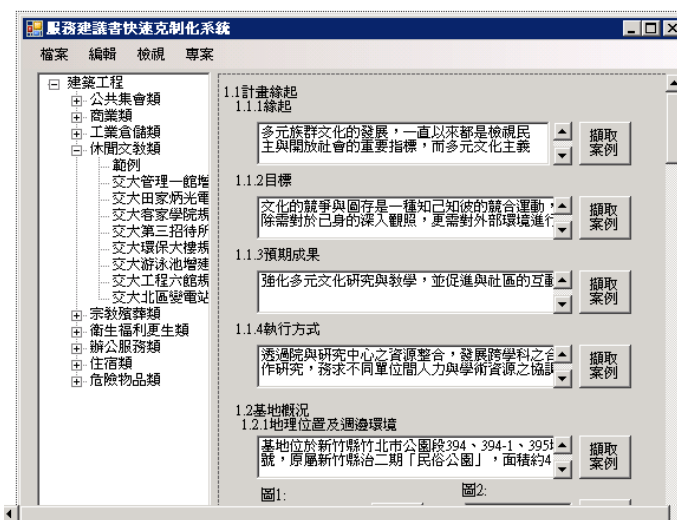 服務建議書快速克制化系統
檔案 編輯 檢視 專案
建築工程
公共集會類
商業類
工業倉儲類
休閒文教類
範例
交大管理一館增
交大田家炳光電
交大客家學院規
交大第三招待所
交大環保大樓規
交大游泳池增建
交大工程六館規
交大北區變電站
宗教殯葬類
衛生福利更生類
辦公服務類
住宿類
危險物品類
1.1計畫緣起
1.1.1緣起
多元族群文化的發展，一直以來都是檢視民
主與開放社會的重要指標，而多元文化主義
擷取
案例
1.1.2目標
文化的競爭與圖存是一種知己知彼的競合運動，
除需對於己身的深入觀照，更需對外部環境進行
擷取
案例
1.1.3預期成果
強化多元文化研究與教學，並促進與社區的互動
擷取
案例
1.1.4執行方式
透過院與研究中心之資源整合，發展跨學科之合
作研究，務求不同單位間人力與學術資源之協調
擷取
案例
1.2基地概況
1.2.1地理位置及週邊環境
基地位於新竹縣竹北市公園段394、394-1、395
號，原屬新竹縣治二期「民俗公園」，面積約4
擷取
案例
圖1:
圖2: